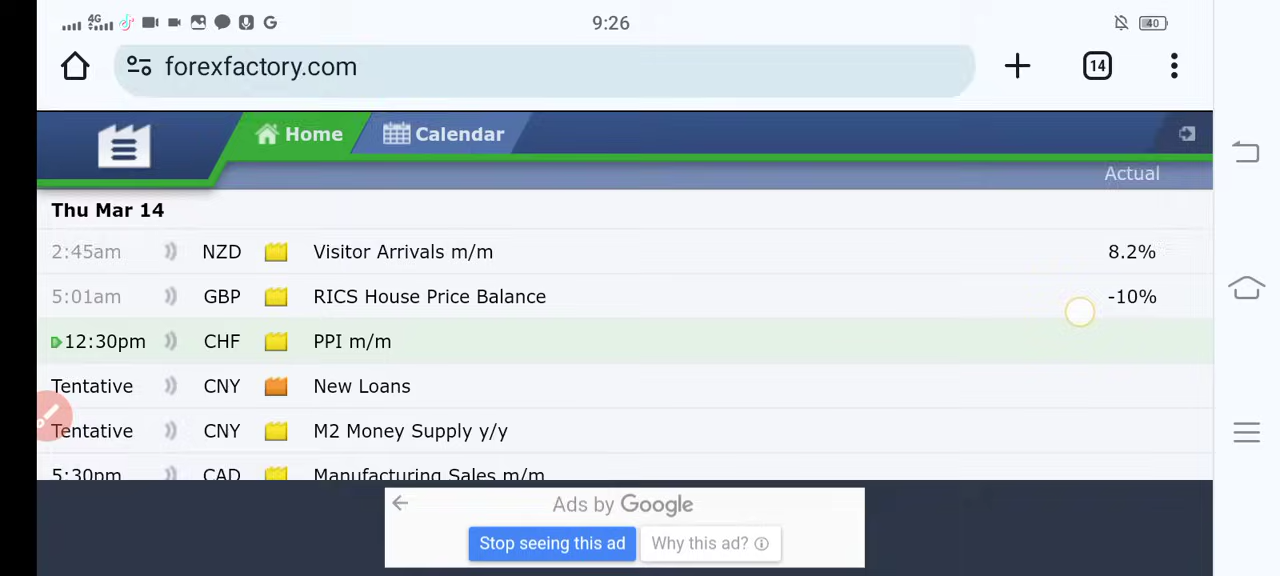 4G 9:26 40
forexfactory.com 14
Home Calendar
Actual
Thu Mar 14
2:45am NZD Visitor Arrivals m/m 8.2%
5:01am GBP RICS House Price Balance -10%
12:30pm CHF PPI m/m
Tentative CNY New Loans
Tentative CNY M2 Money Supply y/y
5:30pm CAD Manufacturing Sales m/m
Ads by Google
Stop seeing this ad Why this ad?